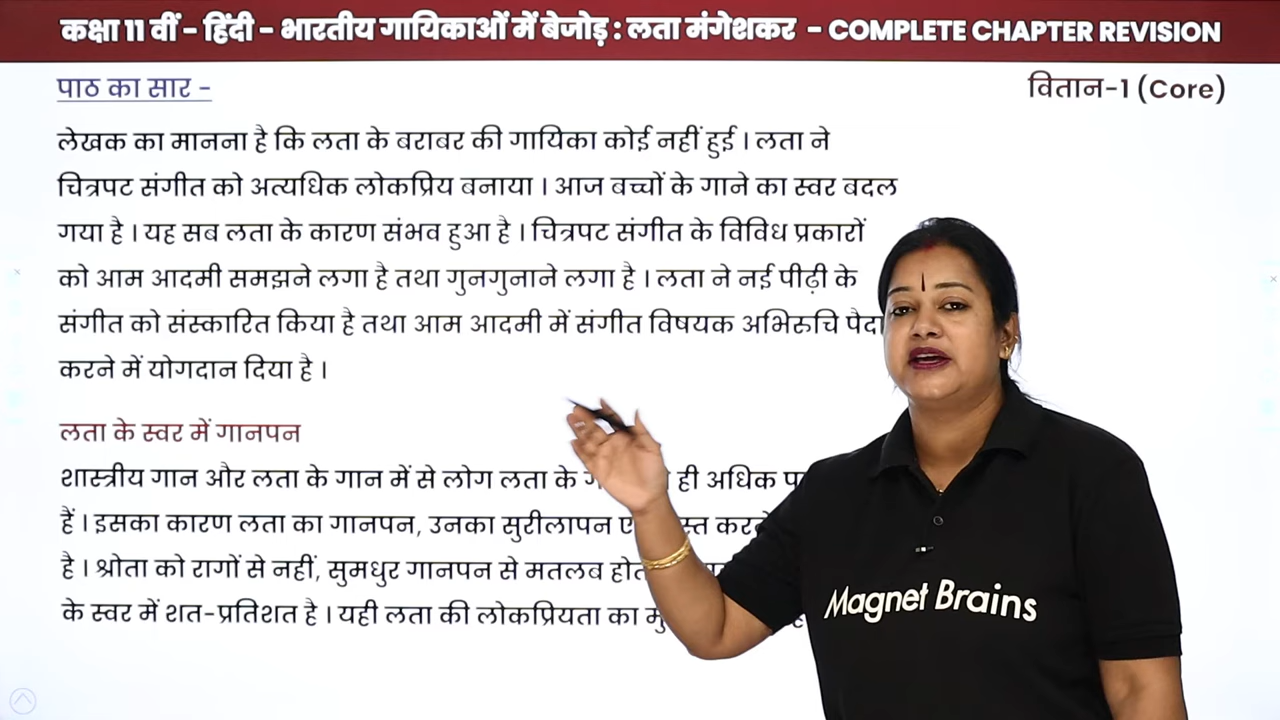 कक्षा 11 वीं - हिंदी - भारतीय गायिकाओं में बेजोड़ : लता मंगेशकर - COMPLETE CHAPTER REVISION
पाठ का सार -
वितान-1 (Core)
लेखक का मानना है कि लता के बराबर की गायिका कोई नहीं हुई । लता ने
चित्रपट संगीत को अत्यधिक लोकप्रिय बनाया । आज बच्चों के गाने का स्वर बदल
गया है । यह सब लता के कारण संभव हुआ है । चित्रपट संगीत के विविध प्रकारों
को आम आदमी समझने लगा है तथा गुनगुनाने लगा है । लता ने नई पीढ़ी के
संगीत को संस्कारित किया है तथा आम आदमी में संगीत विषयक अभिरुचि पैदा
करने में योगदान दिया है ।
लता के स्वर में गानपन
शास्त्रीय गान और लता के गान में से लोग लता के ही अधिक
हैं । इसका कारण लता का गानपन, उनका सुरीलापन
है । श्रोता को रागों से नहीं, सुमधुर गानपन से मतलब
के स्वर में शत-प्रतिशत है । यही लता की लोकप्रियता का
Magnet Brains